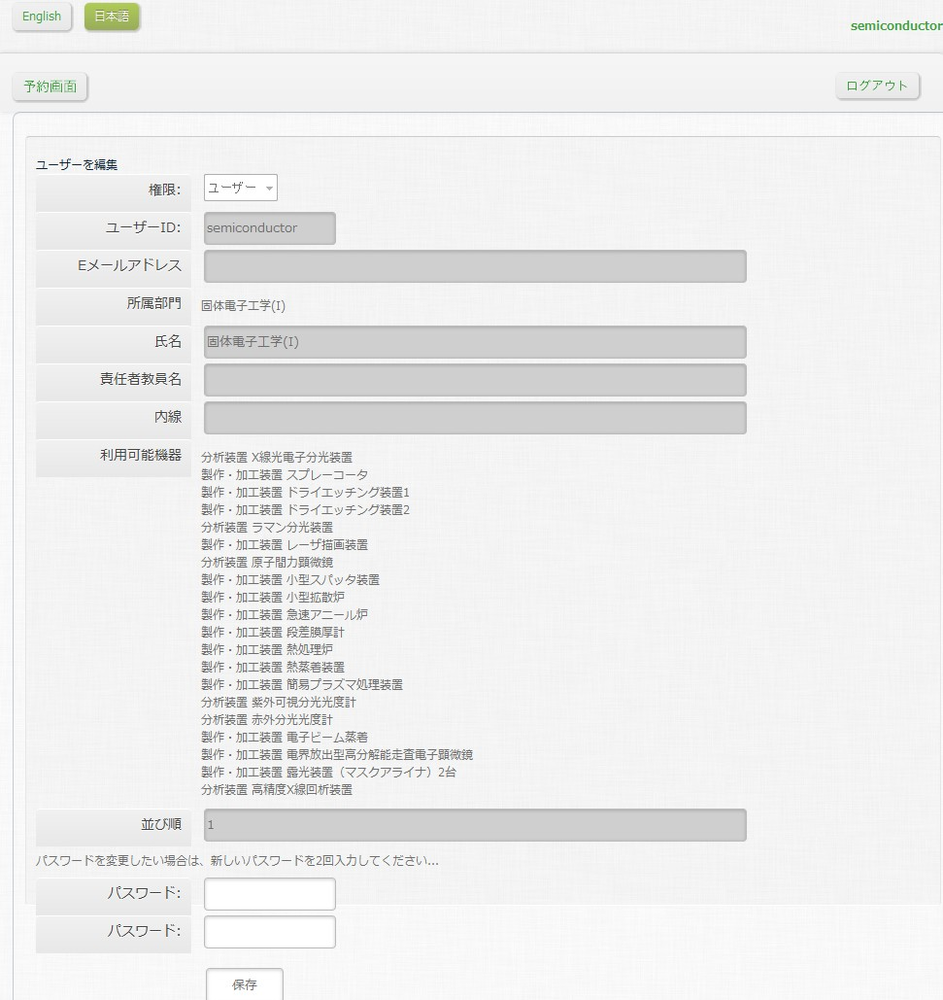 English 日本語
semiconductor
予約画面 ログアウト
ユーザーを編集
権限: ユーザー
ユーザーID: semiconductor
Eメールアドレス
所属部門 固体電子工学(I)
氏名 固体電子工学(I)
責任者教員名
内線
利用可能機器 分析装置 X線光電子分光装置
製作・加工装置 スプレーコータ
製作・加工装置 ドライエッチング装置1
製作・加工装置 ドライエッチング装置2
分析装置 ラマン分光装置
製作・加工装置 レーザ描画装置
分析装置 原子間力顕微鏡
製作・加工装置 小型スパッタ装置
製作・加工装置 小型拡散炉
製作・加工装置 急速アニール炉
製作・加工装置 段差膜厚計
製作・加工装置 熱処理炉
製作・加工装置 熱蒸着装置
製作・加工装置 簡易プラズマ処理装置
分析装置 紫外可視分光光度計
分析装置 赤外分光光度計
製作・加工装置 電子ビーム蒸着
製作・加工装置 電界放出型高分解能走査電子顕微鏡
製作・加工装置 露光装置（マスクアライナ）2台
分析装置 高精度X線回析装置
並び順 1
パスワードを変更したい場合は、新しいパスワードを2回入力してください...
パスワード:
パスワード:
保存